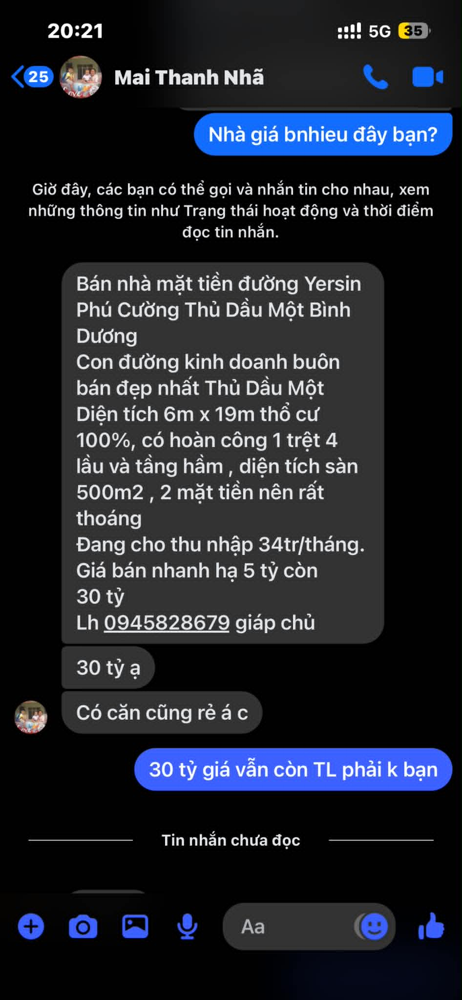 20:21
5G 35
25
Mai Thanh Nhã
Nhà giá bnhieu đây bạn?
Giờ đây, các bạn có thể gọi và nhắn tin cho nhau, xem
những thông tin như Trạng thái hoạt động và thời điểm
đọc tin nhắn.
Bán nhà mặt tiền đường Yersin
Phú Cường Thủ Dầu Một Bình
Dương
Con đường kinh doanh buôn
bán đẹp nhất Thủ Dầu Một
Diện tích 6m x 19m thổ cư
100%, có hoàn công 1 trệt 4
lầu và tầng hầm , diện tích sàn
500m2 , 2 mặt tiền nên rất
thoáng
Đang cho thu nhập 34tr/tháng.
Giá bán nhanh hạ 5 tỷ còn
30 tỷ
Lh 0945828679 giáp chủ
30 tỷ ạ
Có căn cũng rẻ á c
30 tỷ giá vẫn còn TL phải k bạn
Tin nhắn chưa đọc
Aa